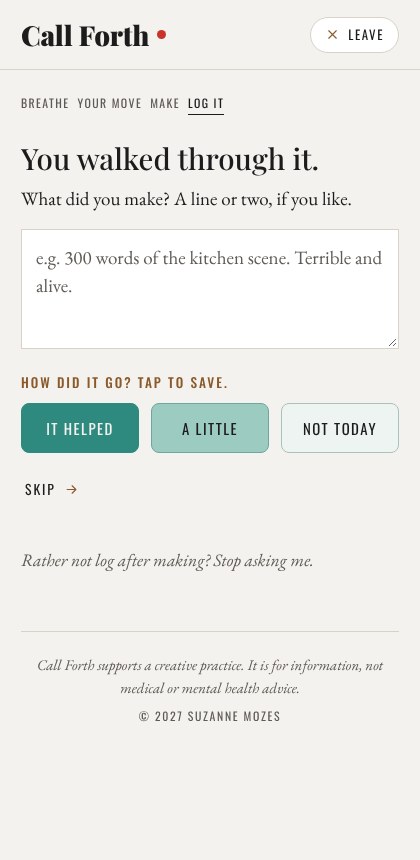 Call Forth
LEAVE
BREATHE YOUR MOVE MAKE LOG IT
You walked through it.
What did you make? A line or two, if you like.
e.g. 300 words of the kitchen scene. Terrible and
alive.
HOW DID IT GO? TAP TO SAVE.
IT HELPED A LITTLE NOT TODAY
SKIP →
Rather not log after making? Stop asking me.
Call Forth supports a creative practice. It is for information, not
medical or mental health advice.
© 2027 SUZANNE MOZES